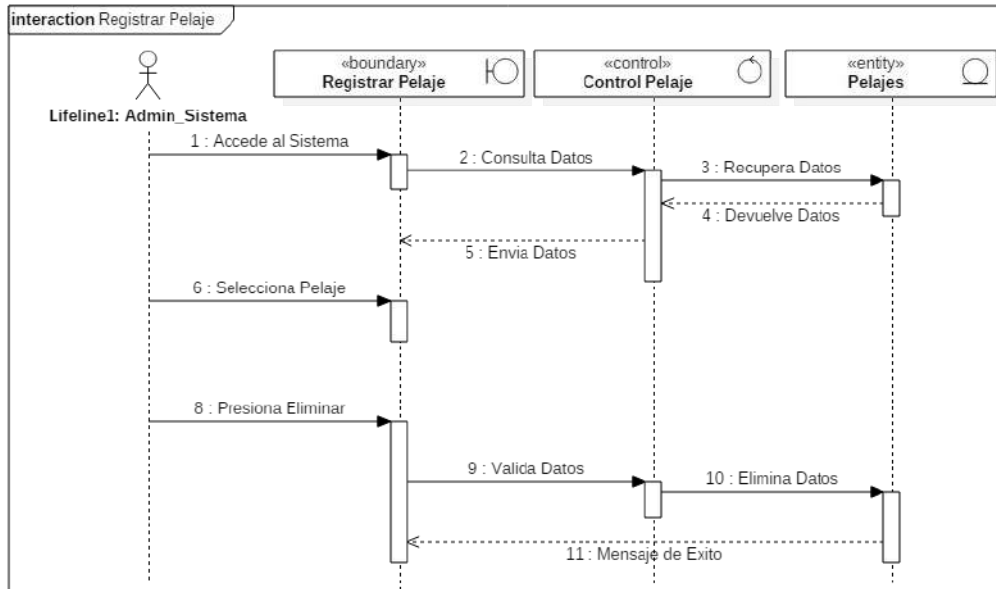 interaction Registrar Pelaje
«boundary»
Registrar Pelaje
«control»
Control Pelaje
«entity»
Pelajes
Lifeline1: Admin_Sistema
1 : Accede al Sistema
2 : Consulta Datos
3 : Recupera Datos
4 : Devuelve Datos
5 : Envia Datos
6 : Selecciona Pelaje
8 : Presiona Eliminar
9 : Valida Datos
10 : Elimina Datos
11 : Mensaje de Exito